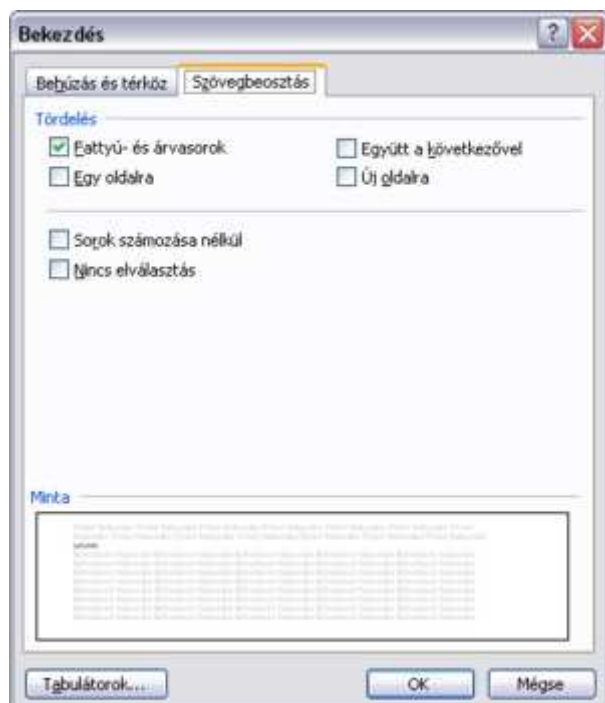 Bekezdés
Behúzás és térköz Szövegbeosztás
Tördelés
Fattyú- és árvasorok Együtt a következővel
Egy oldalra Új oldalra
Sorok számozása nélkül
Nincs elválasztás
Minta
Tabulátorok... OK Mégse